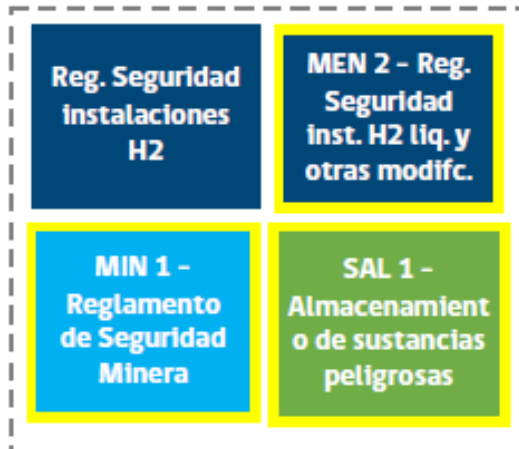 Reg. Seguridad
instalaciones
H2
MEN 2 - Reg.
Seguridad
inst. H2 liq. y
otras modifc.
MIN 1 -
Reglamento
de Seguridad
Minera
SAL 1 -
Almacenamient
o de sustancias
peligrosas